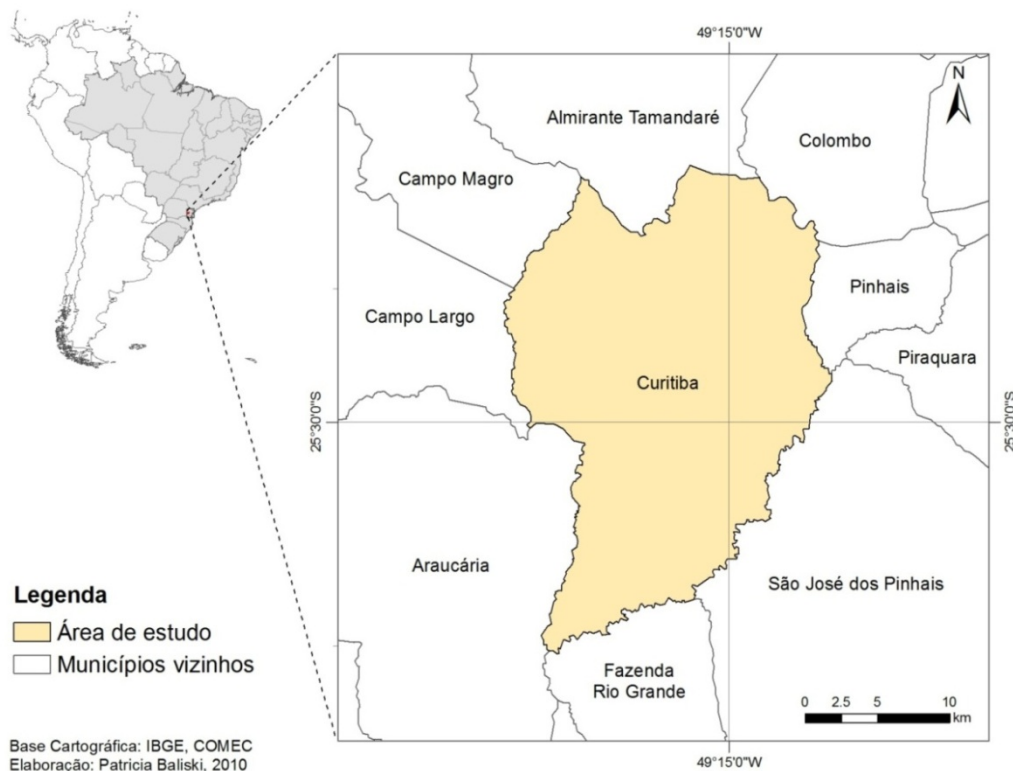 49°15'0"W
N
Almirante Tamandaré
Colombo
Campo Magro
Pinhais
Campo Largo
Piraquara
Curitiba
25°30'0"S
25°30'0"S
Araucária
São José dos Pinhais
Legenda
Área de estudo
Municípios vizinhos
Fazenda
Rio Grande
0 2.5 5 10
km
Base Cartográfica: IBGE, COMEC
Elaboração: Patricia Baliski, 2010
49°15'0"W